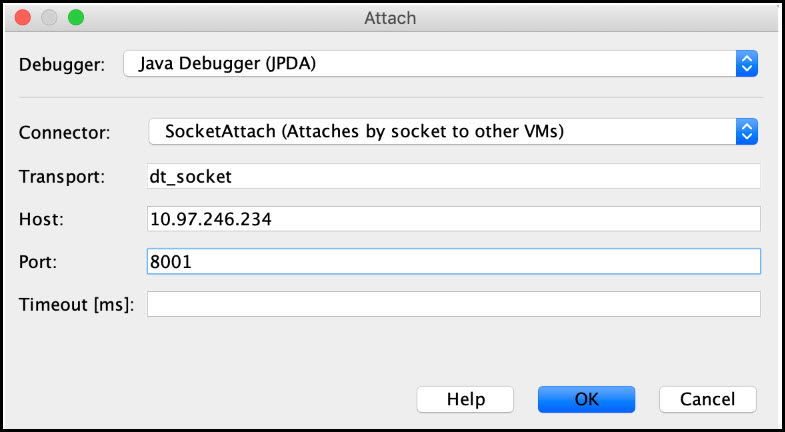 Attach
Debugger: Java Debugger (JPDA)
Connector: SocketAttach (Attaches by socket to other VMs)
Transport: dt_socket
Host: 10.97.246.234
Port: 8001
Timeout [ms]:
Help OK Cancel